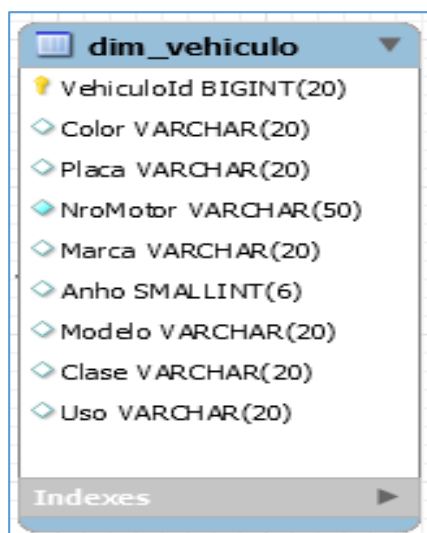 dim_vehiculo
VehiculoId BIGINT(20)
Color VARCHAR(20)
Placa VARCHAR(20)
NroMotor VARCHAR(50)
Marca VARCHAR(20)
Anho SMALLINT(6)
Modelo VARCHAR(20)
Clase VARCHAR(20)
Uso VARCHAR(20)
Indexes